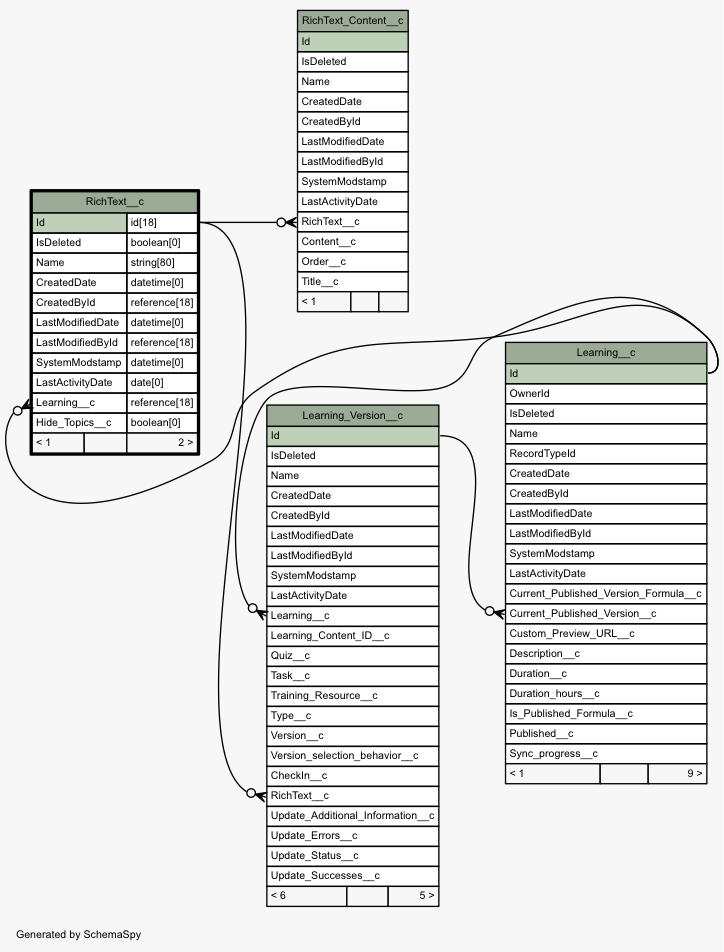 RichText_Content__c
Id
IsDeleted
Name
CreatedDate
CreatedById
LastModifiedDate
LastModifiedById
SystemModstamp
LastActivityDate
RichText__c
Content__c
Order__c
Title__c
< 1
RichText__c
Id id[18]
IsDeleted boolean[0]
Name string[80]
CreatedDate datetime[0]
CreatedById reference[18]
LastModifiedDate datetime[0]
LastModifiedById reference[18]
SystemModstamp datetime[0]
LastActivityDate date[0]
Learning__c reference[18]
Hide_Topics__c boolean[0]
< 1 2 >
Learning__c
Id
OwnerId
IsDeleted
Name
RecordTypeId
CreatedDate
CreatedById
LastModifiedDate
LastModifiedById
SystemModstamp
LastActivityDate
Current_Published_Version_Formula__c
Current_Published_Version__c
Custom_Preview_URL__c
Description__c
Duration__c
Duration_hours__c
Is_Published_Formula__c
Published__c
Sync_progress__c
< 1 9 >
Learning_Version__c
Id
IsDeleted
Name
CreatedDate
CreatedById
LastModifiedDate
LastModifiedById
SystemModstamp
LastActivityDate
Learning__c
Learning_Content_ID__c
Quiz__c
Task__c
Training_Resource__c
Type__c
Version__c
Version_selection_behavior__c
CheckIn__c
RichText__c
Update_Additional_Information__c
Update_Errors__c
Update_Status__c
Update_Successes__c
< 6 5 >
Generated by SchemaSpy